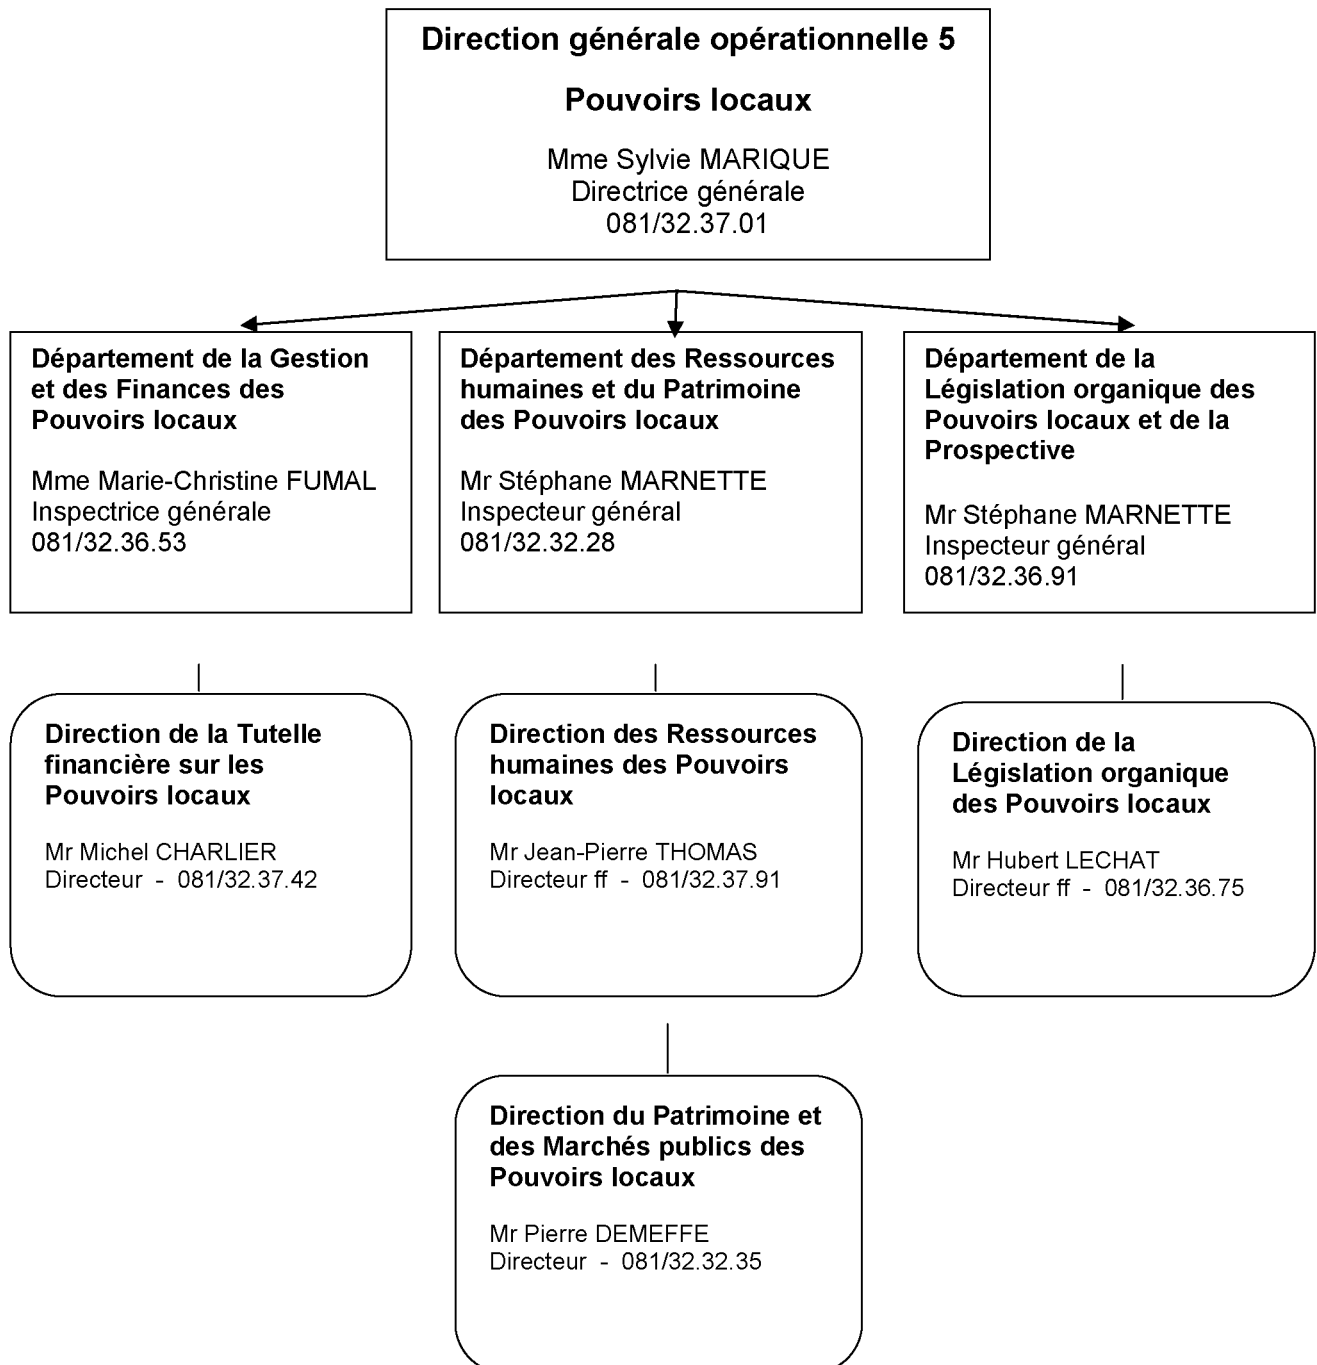 Direction générale opérationnelle 5
Pouvoirs locaux
Mme Sylvie MARIQUE
Directrice générale
081/32.37.01
Département de la Gestion
et des Finances des
Pouvoirs locaux
Mme Marie-Christine FUMAL
Inspectrice générale
081/32.36.53
Département des Ressources
humaines et du Patrimoine
des Pouvoirs locaux
Mr Stéphane MARNETTE
Inspecteur général
081/32.32.28
Département de la
Législation organique des
Pouvoirs locaux et de la
Prospective
Mr Stéphane MARNETTE
Inspecteur général
081/32.36.91
Direction de la Tutelle
financière sur les
Pouvoirs locaux
Mr Michel CHARLIER
Directeur - 081/32.37.42
Direction des Ressources
humaines des Pouvoirs
locaux
Mr Jean-Pierre THOMAS
Directeur ff - 081/32.37.91
Direction de la
Législation organique
des Pouvoirs locaux
Mr Hubert LECHAT
Directeur ff - 081/32.36.75
Direction du Patrimoine et
des Marchés publics des
Pouvoirs locaux
Mr Pierre DEMEFFE
Directeur - 081/32.32.35